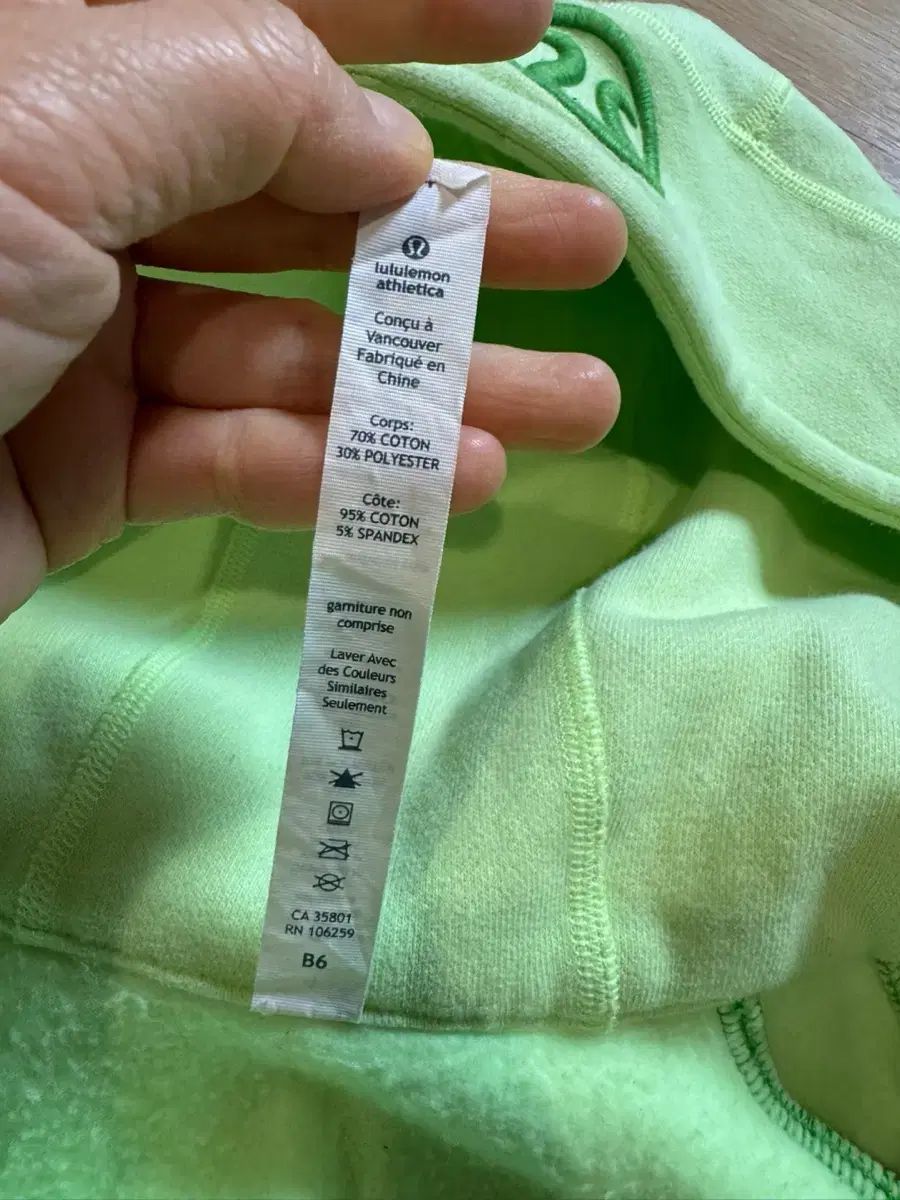 lululemon
athletica
Conçu à
Vancouver
Fabriqué en
Chine
Corps:
70% COTON
30% POLYESTER
Côte:
95% COTON
5% SPANDEX
garniture non
comprise
Laver Avec
des Couleurs
Similaires
Seulement
CA 35801
RN 106259
B6